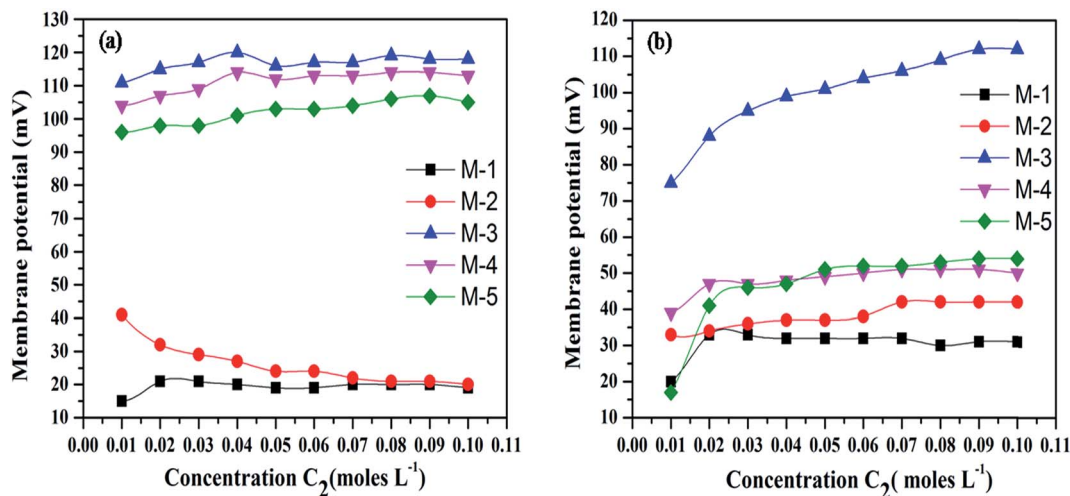 (a)
Membrane potential (mV)
130
120
110
100
90
80
70
60
50
40
30
20
10
M-1
M-2
M-3
M-4
M-5
0.00 0.01 0.02 0.03 0.04 0.05 0.06 0.07 0.08 0.09 0.10 0.11
Concentration C2(moles L-1)
(b)
Membrane potential (mV)
120
110
100
90
80
70
60
50
40
30
20
10
M-1
M-2
M-3
M-4
M-5
0.00 0.01 0.02 0.03 0.04 0.05 0.06 0.07 0.08 0.09 0.10 0.11
Concentration C2( moles L-1)